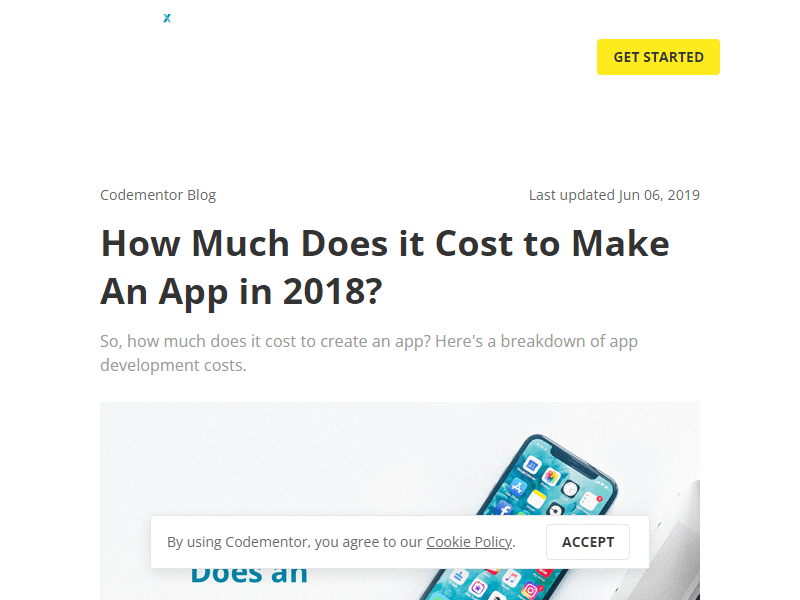 X
GET STARTED
Codementor Blog
Last updated Jun 06, 2019
How Much Does it Cost to Make
An App in 2018?
So, how much does it cost to create an app? Here's a breakdown of app
development costs.
By using Codementor, you agree to our Cookie Policy.
ACCEPT
Does an